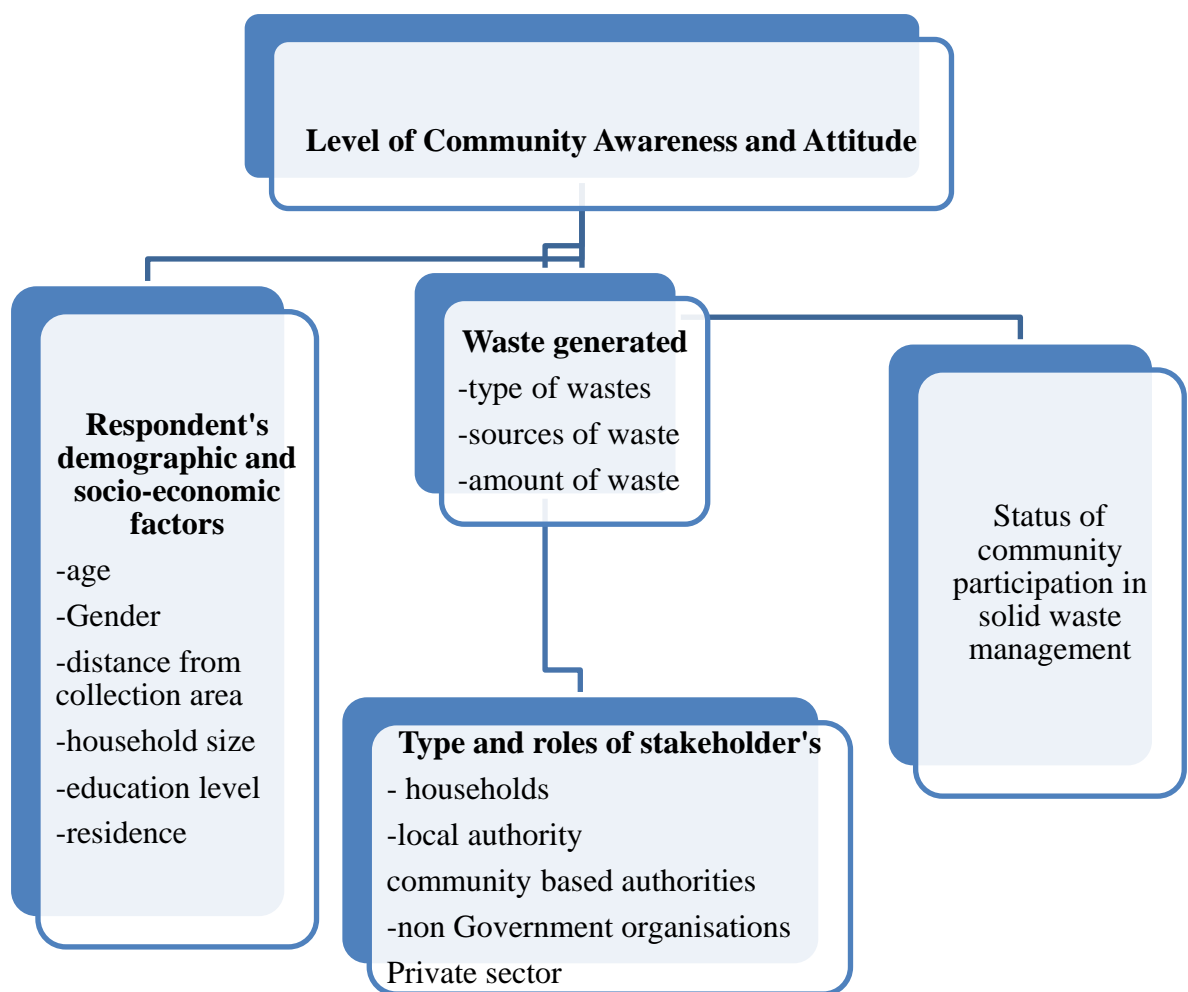 Level of Community Awareness and Attitude
Respondent's
demographic and
socio-economic
factors
-age
-Gender
-distance from
collection area
-household size
-education level
-residence
Waste generated
-type of wastes
-sources of waste
-amount of waste
Type and roles of stakeholder's
- households
-local authority
community based authorities
-non Government organisations
Private sector
Status of
community
participation in
solid waste
management